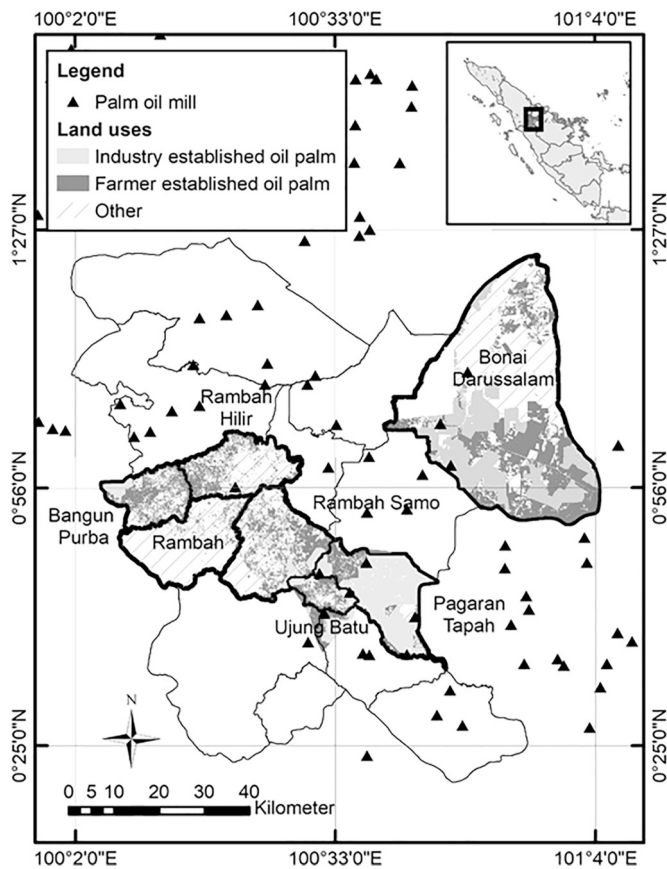 100°2'0"E 100°33'0"E 101°4'0"E
Legend
Palm oil mill
Land uses
Industry established oil palm
Farmer established oil palm
Other
1°27'0"N 1°27'0"N
Bonai
Darussalam
Rambah
Hilir
0°56'0"N 0°56'0"N
Rambah Samo
Bangun
Purba
Rambah
Pagaran
Tapah
Ujung Batu
N
0°25'0"N 0°25'0"N
0 5 10 20 30 40
Kilometer
100°2'0"E 100°33'0"E 101°4'0"E